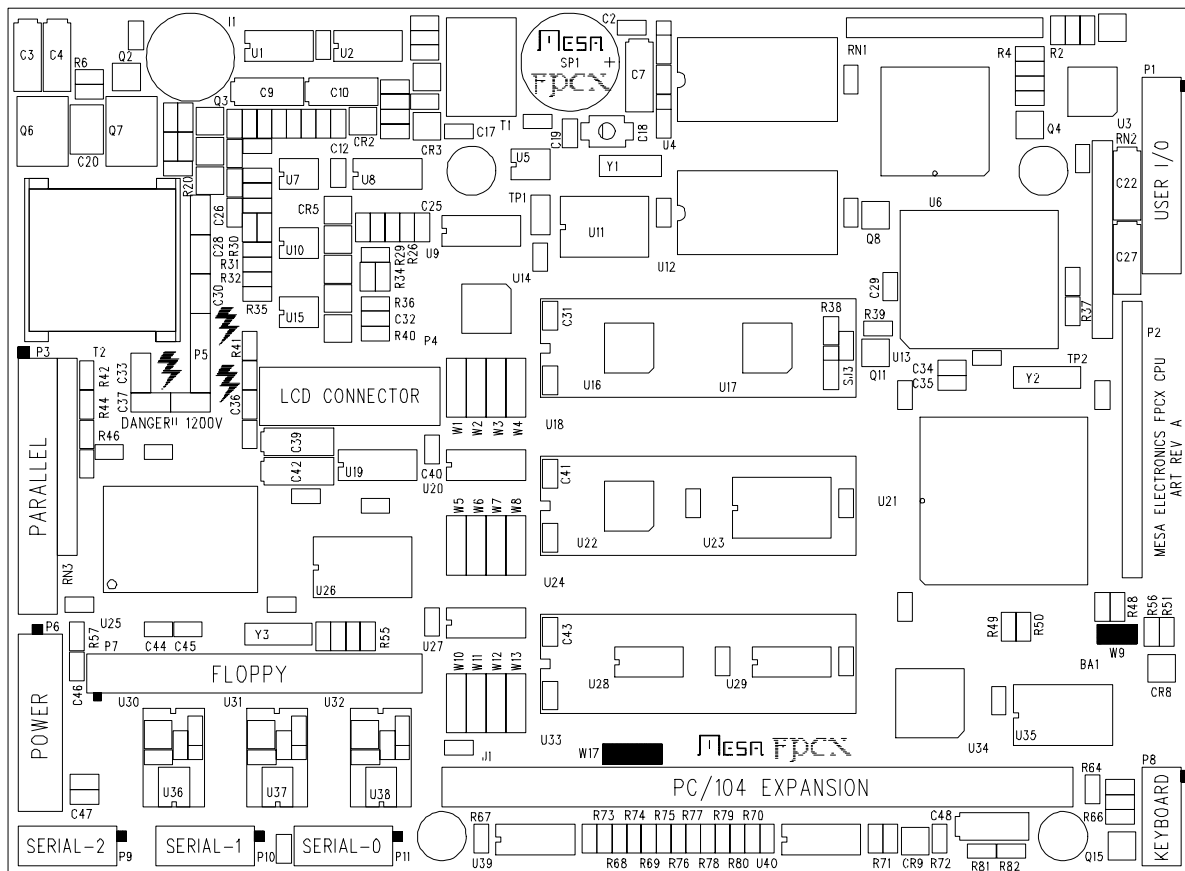 I1
C2
C3
C4
Q2
U1
U2
MESA
SP1
+
FPCX
C7
RN1
R4
R2
P1
R6
C9
C10
Q3
Q6
Q7
C20
CR2
CR3
C17
T1
C19
C18
U4
Q4
U3
RN2
C12
U5
Y1
U7
U8
R20
C22
USER I/O
C26
CR5
C25
TP1
U6
C28
R30
U10
U9
R29
R26
U11
Q8
R31
R34
U14
U12
C27
R32
C30
R35
U15
R36
C32
R40
P4
C31
R38
C29
R39
R37
P2
P3
T2
P5
R41
U16
U17
SJ3
Q11
U13
TP2
R42
C33
C34
C35
Y2
R44
C37
C36
LCD CONNECTOR
DANGER!! 1200V
W1
W2
W3
W4
U18
R46
C39
C42
U19
C40
U20
C41
PARALLEL
W5
W6
W7
W8
U21
MESA ELECTRONICS FPCX CPU
ART REV A
U22
U23
RN3
U26
U24
P6
U25
R57
C44
C45
Y3
R55
U27
C43
R49
R50
R48
R56
R51
W9
P7
FLOPPY
W10
W11
W12
W13
U28
U29
BA1
CR8
C46
POWER
U30
U31
U32
U33
MESA FPCX
U34
U35
J1
W17
U36
U37
U38
PC/104 EXPANSION
R64
P8
C47
R66
KEYBOARD
R67
R73
R74
R75
R77
R79
R70
C48
SERIAL-2
P9
SERIAL-1
P10
SERIAL-0
P11
U39
R68
R69
R76
R78
R80
U40
R71
CR9
R72
R81
R82
Q15